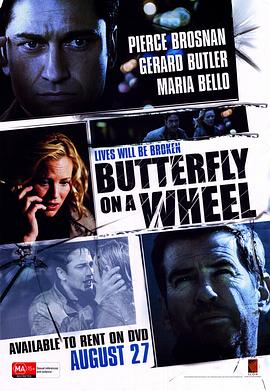 PIERCE BROSNAN
GERARD BUTLER
MARIA BELLO
LIVES WILL BE BROKEN
BUTTERFLY
ON A WHEEL
AVAILABLE TO RENT ON DVD
AUGUST 27
MA 15+